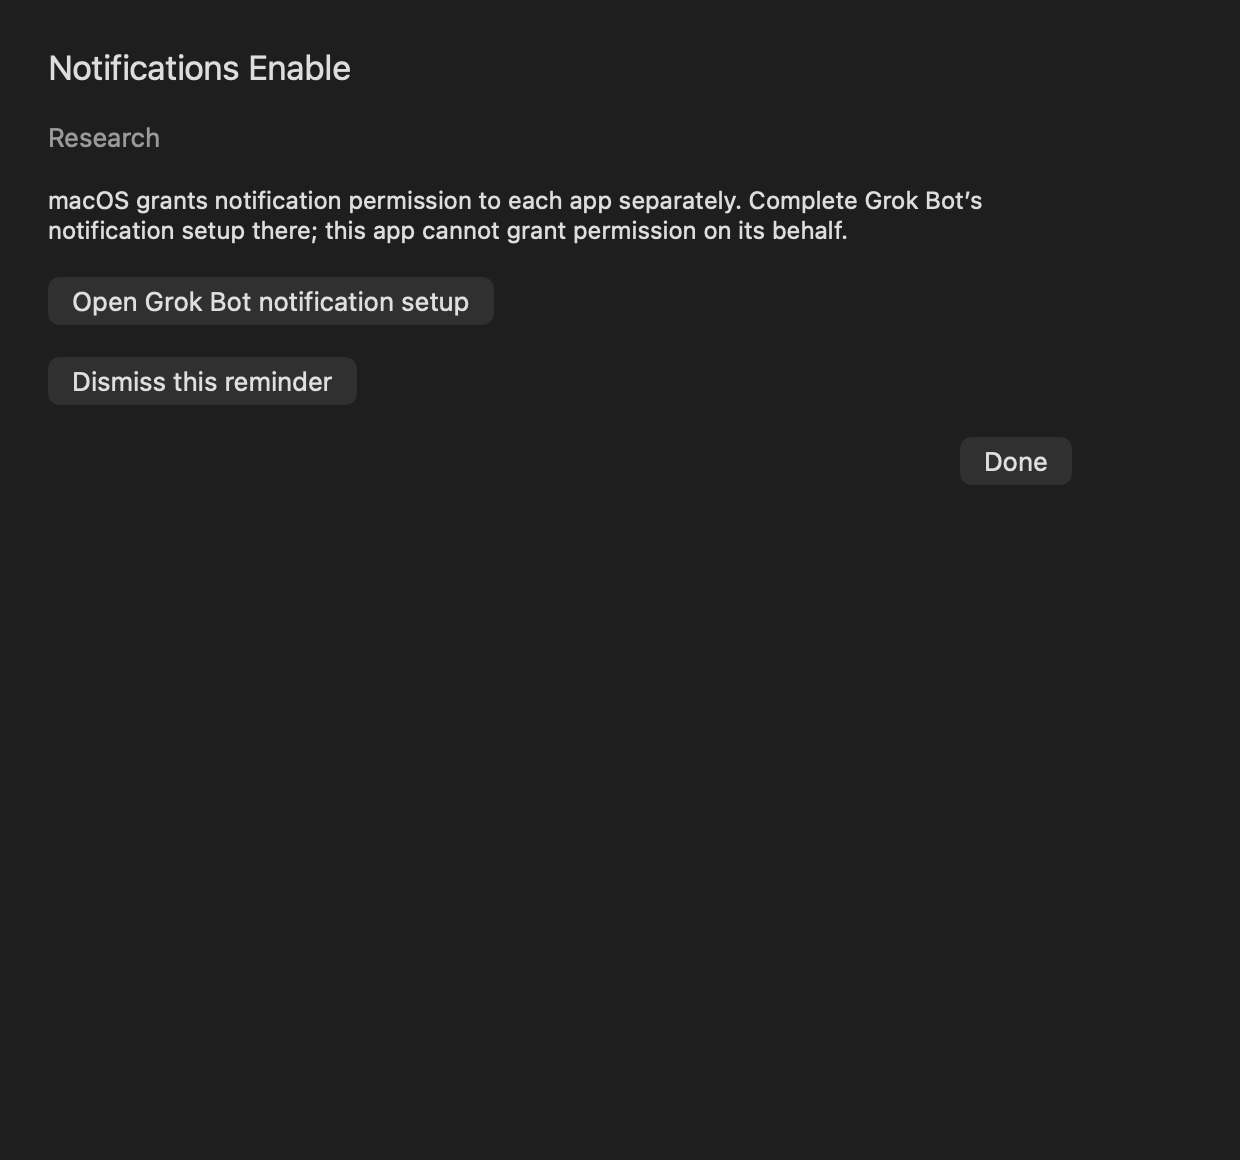 Notifications Enable
Research
macOS grants notification permission to each app separately. Complete Grok Bot’s
notification setup there; this app cannot grant permission on its behalf.
Open Grok Bot notification setup
Dismiss this reminder
Done